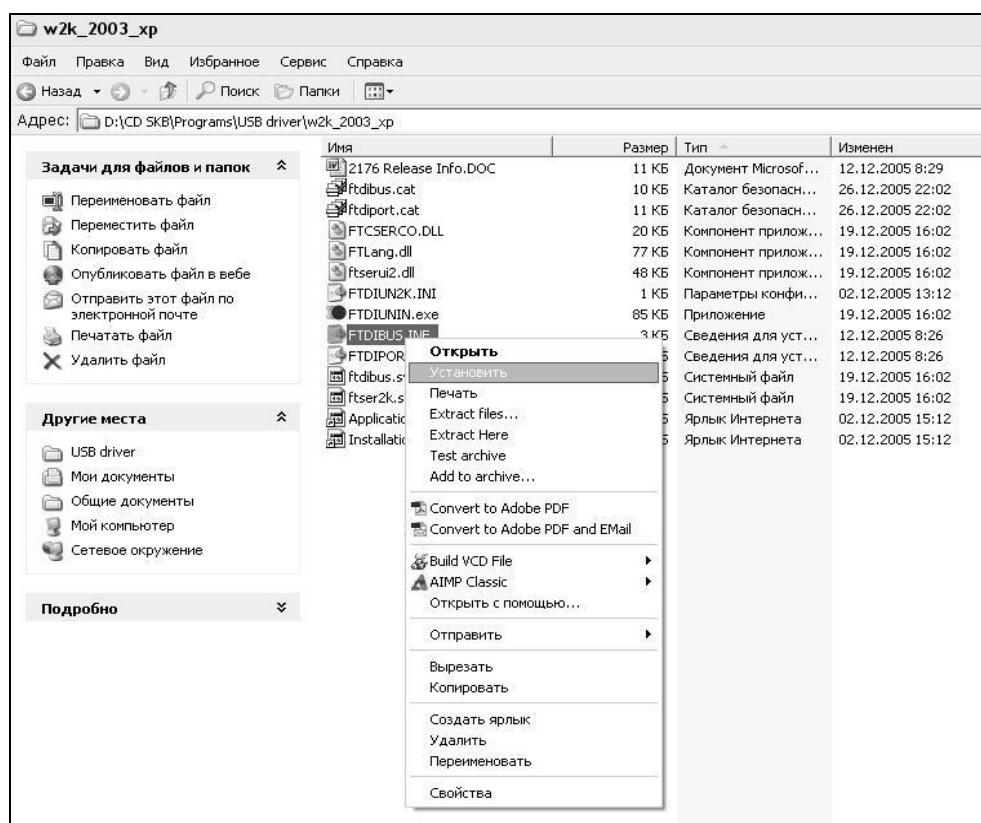 w2k_2003_xp
Файл Правка Вид Избранное Сервис Справка
Назад Поиск Папки
Адрес: D:\CD SKB\Programs\USB driver\w2k_2003_xp
Задачи для файлов и папок
Переименовать файл
Переместить файл
Копировать файл
Опубликовать файл в вебе
Отправить этот файл по
электронной почте
Печатать файл
Удалить файл
Другие места
USB driver
Мои документы
Общие документы
Мой компьютер
Сетевое окружение
Подробно
Имя Размер Тип Изменен
2176 Release Info.DOC 11 КБ Документ Microsof... 12.12.2005 8:29
ftdibus.cat 10 КБ Каталог безопасн... 26.12.2005 22:02
ftdiport.cat 11 КБ Каталог безопасн... 26.12.2005 22:02
FTCSERCO.DLL 20 КБ Компонент прилож... 19.12.2005 16:02
FTLang.dll 77 КБ Компонент прилож... 19.12.2005 16:02
ftserui2.dll 48 КБ Компонент прилож... 19.12.2005 16:02
FTDIUN2K.INI 1 КБ Параметры конфи... 02.12.2005 13:12
FTDIUNIN.exe 85 КБ Приложение 19.12.2005 16:02
FTDIBUS.INF 3 КБ Сведения для уст... 12.12.2005 8:26
FTDIPOR Сведения для уст... 12.12.2005 8:26
ftdibus.s Системный файл 19.12.2005 16:02
ftser2k.s Системный файл 19.12.2005 16:02
Applicatio Ярлык Интернета 02.12.2005 15:12
Installatio Ярлык Интернета 02.12.2005 15:12
Открыть
Установить
Печать
Extract files...
Extract Here
Test archive
Add to archive...
Convert to Adobe PDF
Convert to Adobe PDF and EMail
Build VCD File
AIMP Classic
Открыть с помощью...
Отправить
Вырезать
Копировать
Создать ярлык
Удалить
Переименовать
Свойства